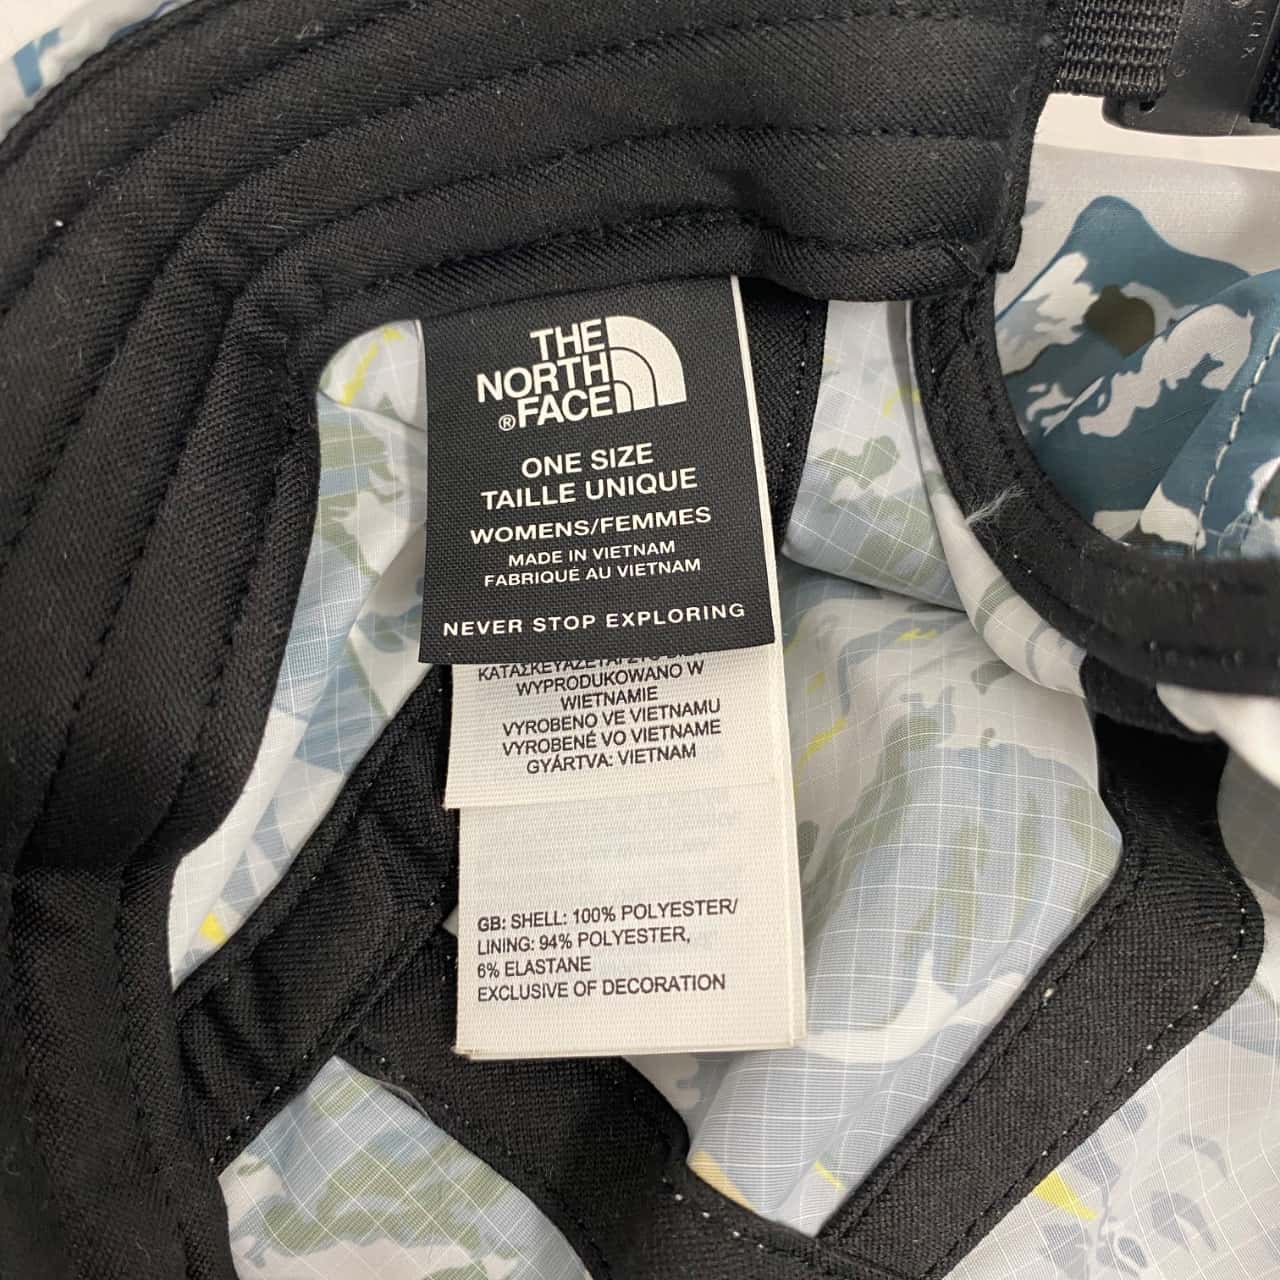 THE
NORTH
®FACE
ONE SIZE
TAILLE UNIQUE
WOMENS/FEMMES
MADE IN VIETNAM
FABRIQUÉ AU VIETNAM
NEVER STOP EXPLORING
WYPRODUKOWANO W
WIETNAMIE
VYROBENO VE VIETNAMU
VYROBENÉ VO VIETNAME
GYÁRTVA: VIETNAM
GB: SHELL: 100% POLYESTER/
LINING: 94% POLYESTER,
6% ELASTANE
EXCLUSIVE OF DECORATION